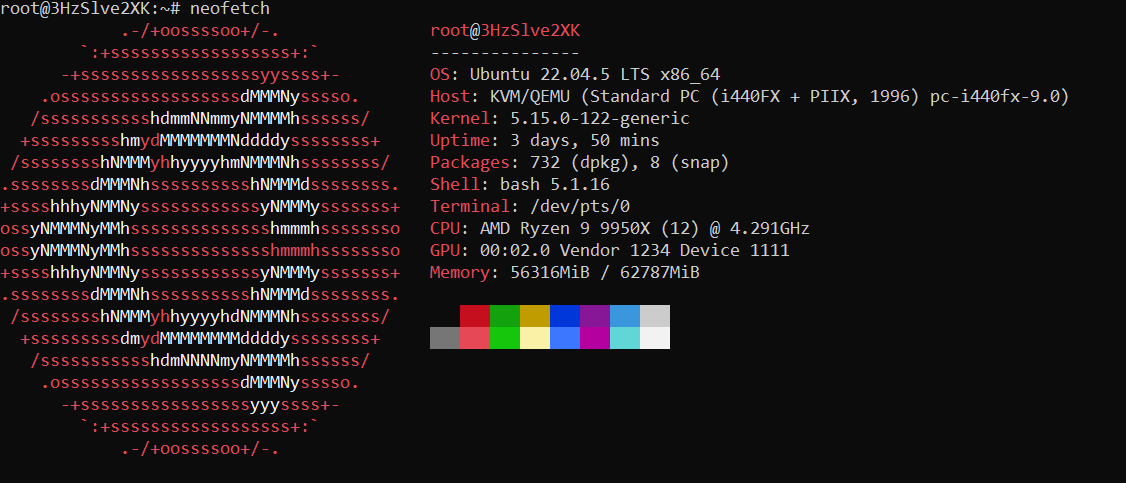 root@3HzSlve2XK:~# neofetch
            .-/+oossssoo+/-.               root@3HzSlve2XK
        `:+ssssssssssssssssss+:`           ---------------
      -+ssssssssssssssssssyyssss+-         OS: Ubuntu 22.04.5 LTS x86_64
    .ossssssssssssssssssdMMMNysssso.       Host: KVM/QEMU (Standard PC (i440FX + PIIX, 1996) pc-i440fx-9.0)
   /ssssssssssshdmmNNmmyNMMMMhssssss/      Kernel: 5.15.0-122-generic
  +ssssssssshmydMMMMMMMNddddyssssssss+     Uptime: 3 days, 50 mins
 /sssssssshNMMMyhhyyyyhmNMMMNhssssssss/    Packages: 732 (dpkg), 8 (snap)
.ssssssssdMMMNhsssssssssshNMMMdssssssss.   Shell: bash 5.1.16
+sssshhhyNMMNyssssssssssssyNMMMysssssss+   Terminal: /dev/pts/0
ossyNMMMNyMMhsssssssssssssshmmmhssssssso   CPU: AMD Ryzen 9 9950X (12) @ 4.291GHz
ossyNMMMNyMMhsssssssssssssshmmmhssssssso   GPU: 00:02.0 Vendor 1234 Device 1111
+sssshhhyNMMNyssssssssssssyNMMMysssssss+   Memory: 56316MiB / 62787MiB
.ssssssssdMMMNhsssssssssshNMMMdssssssss.
 /sssssssshNMMMyhhyyyyhdNMMMNhssssssss/
  +sssssssssdmydMMMMMMMMddddyssssssss+
   /ssssssssssshdmNNNNmyNMMMMhssssss/
    .ossssssssssssssssssdMMMNysssso.
      -+sssssssssssssssssyyyssss+-
        `:+ssssssssssssssssss+:`
            .-/+oossssoo+/-.